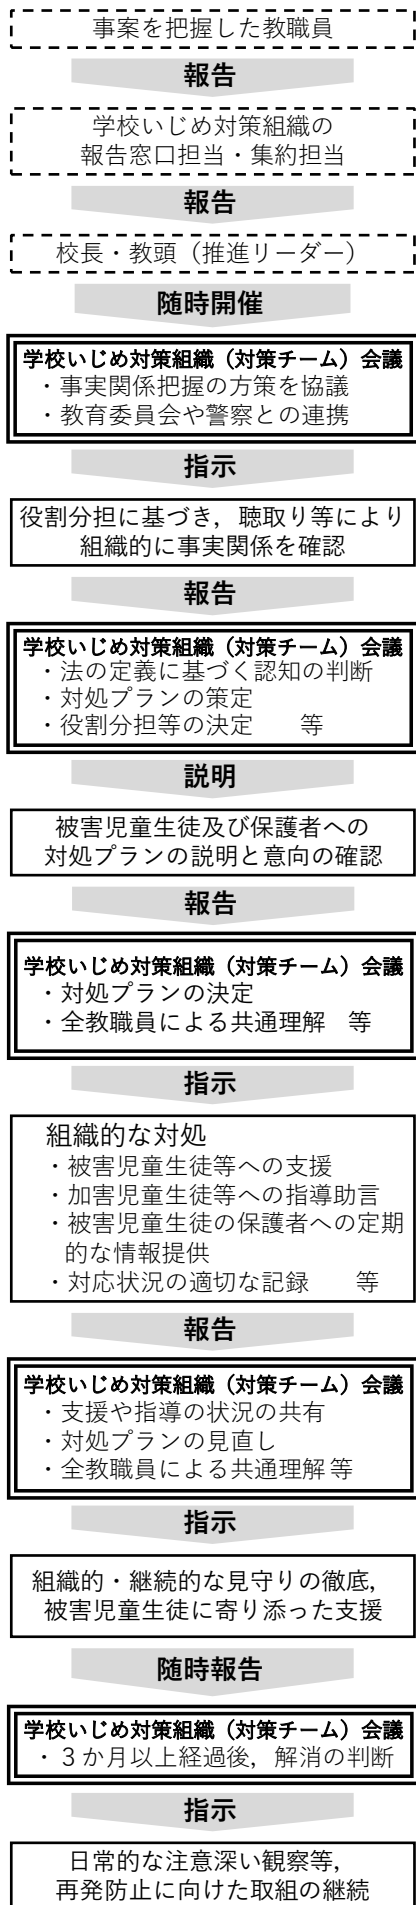 事案を把握した教職員
報告
学校いじめ対策組織の
報告窓口担当・集約担当
報告
校長・教頭（推進リーダー）
随時開催
学校いじめ対策組織（対策チーム）会議
・事実関係把握の方策を協議
・教育委員会や警察との連携
指示
役割分担に基づき，聴取り等により
組織的に事実関係を確認
報告
学校いじめ対策組織（対策チーム）会議
・法の定義に基づく認知の判断
・対処プランの策定
・役割分担等の決定　　等
説明
被害児童生徒及び保護者への
対処プランの説明と意向の確認
報告
学校いじめ対策組織（対策チーム）会議
・対処プランの決定
・全教職員による共通理解　等
指示
組織的な対処
・被害児童生徒等への支援
・加害児童生徒等への指導助言
・被害児童生徒の保護者への定期
的な情報提供
・対応状況の適切な記録　　等
報告
学校いじめ対策組織（対策チーム）会議
・支援や指導の状況の共有
・対処プランの見直し
・全教職員による共通理解 等
指示
組織的・継続的な見守りの徹底，
被害児童生徒に寄り添った支援
随時報告
学校いじめ対策組織（対策チーム）会議
・３か月以上経過後，解消の判断
指示
日常的な注意深い観察等，
再発防止に向けた取組の継続